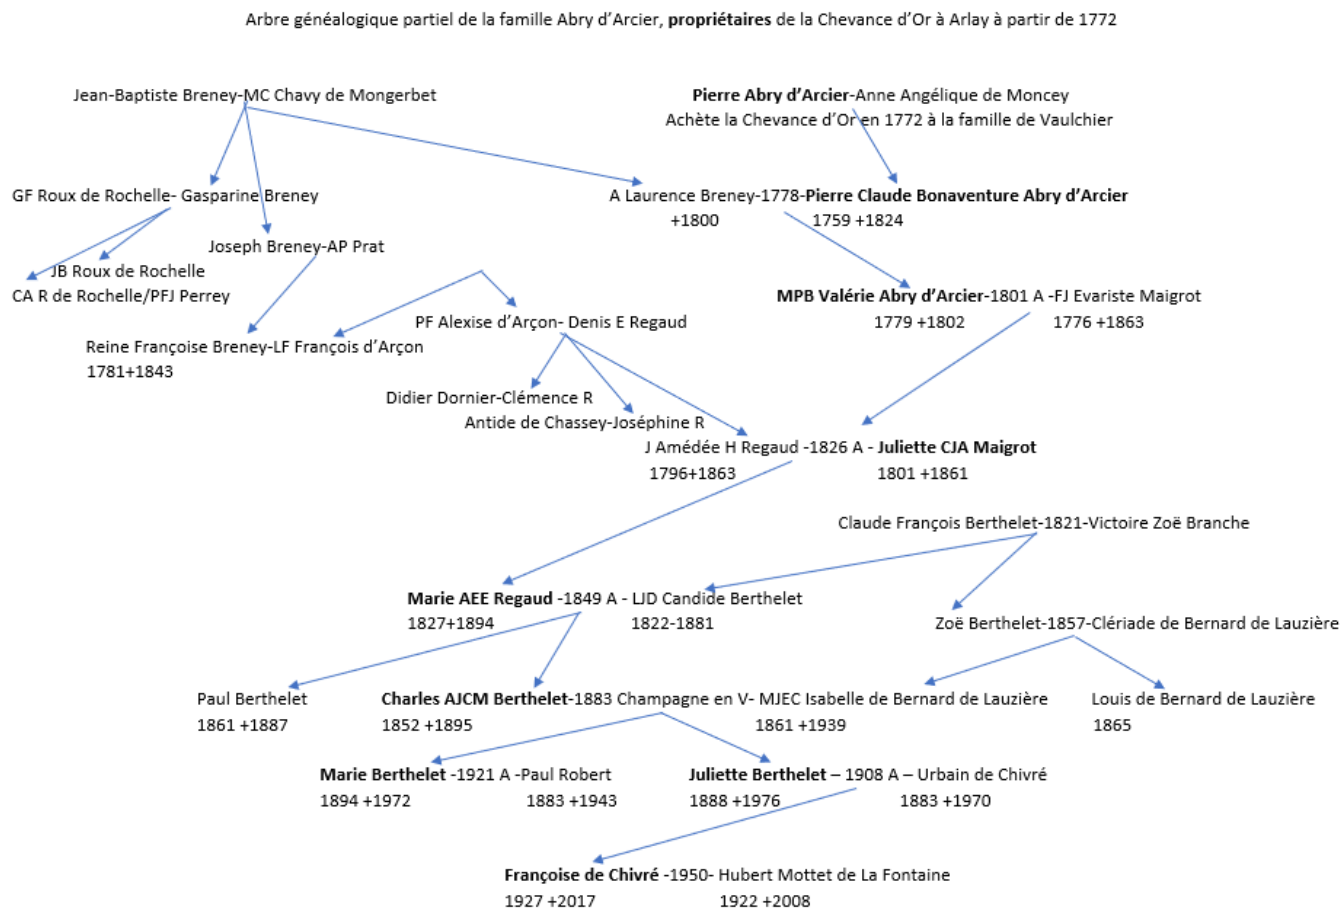 Arbre généalogique partiel de la famille Abry d’Arcier, propriétaires de la Chevance d’Or à Arlay à partir de 1772
Jean-Baptiste Breney-MC Chavy de Mongerbet
Pierre Abry d’Arcier-Anne Angélique de Moncey
Achète la Chevance d’Or en 1772 à la famille de Vaulchier
GF Roux de Rochelle- Gasparine Breney
A Laurence Breney-1778-Pierre Claude Bonaventure Abry d’Arcier
+1800 1759 +1824
Joseph Breney-AP Prat
JB Roux de Rochelle
CA R de Rochelle/PFJ Perrey
MPB Valérie Abry d’Arcier-1801 A -FJ Evariste Maigrot
1779 +1802 1776 +1863
PF Alexise d’Arçon- Denis E Regaud
Reine Françoise Breney-LF François d’Arçon
1781+1843
Didier Dornier-Clémence R
Antide de Chassey-Joséphine R
J Amédée H Regaud -1826 A - Juliette CJA Maigrot
1796+1863 1801 +1861
Claude François Berthelet-1821-Victoire Zoë Branche
Marie AEE Regaud -1849 A - LJD Candide Berthelet
1827+1894 1822-1881
Zoë Berthelet-1857-Clériade de Bernard de Lauzière
Paul Berthelet
1861 +1887
Charles AJCM Berthelet-1883 Champagne en V- MJEC Isabelle de Bernard de Lauzière
1852 +1895 1861 +1939
Louis de Bernard de Lauzière
1865
Marie Berthelet -1921 A -Paul Robert
1894 +1972 1883 +1943
Juliette Berthelet – 1908 A – Urbain de Chivré
1888 +1976 1883 +1970
Françoise de Chivré -1950- Hubert Mottet de La Fontaine
1927 +2017 1922 +2008